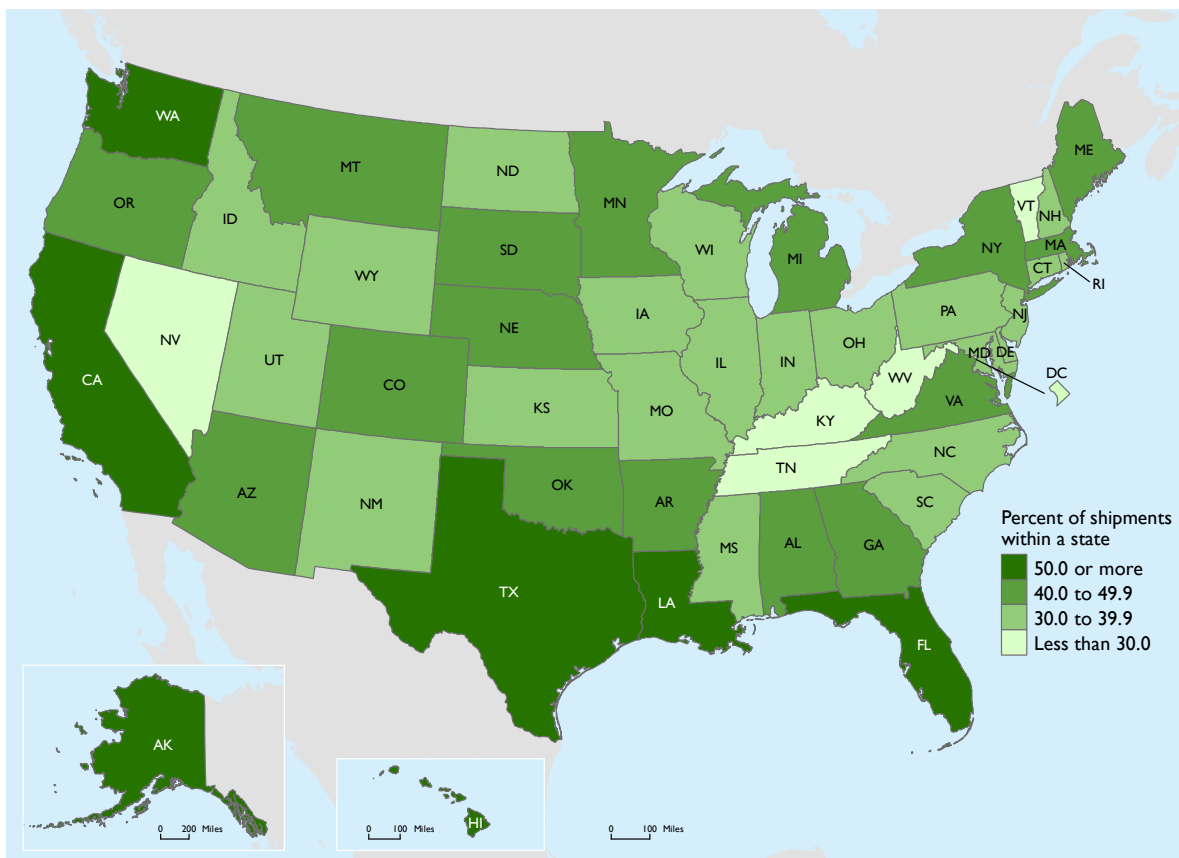 WA
MT
ND
MN
ME
OR
ID
WY
SD
WI
MI
NY
VT
NH
MA
CT
RI
NV
UT
CO
NE
IA
IL
IN
OH
PA
NJ
MD
DE
DC
CA
KS
MO
KY
WV
VA
AZ
NM
OK
AR
TN
NC
SC
MS
AL
GA
TX
LA
FL
AK
HI
Percent of shipments
within a state
50.0 or more
40.0 to 49.9
30.0 to 39.9
Less than 30.0
0 200 Miles
0 100 Miles
0 100 Miles